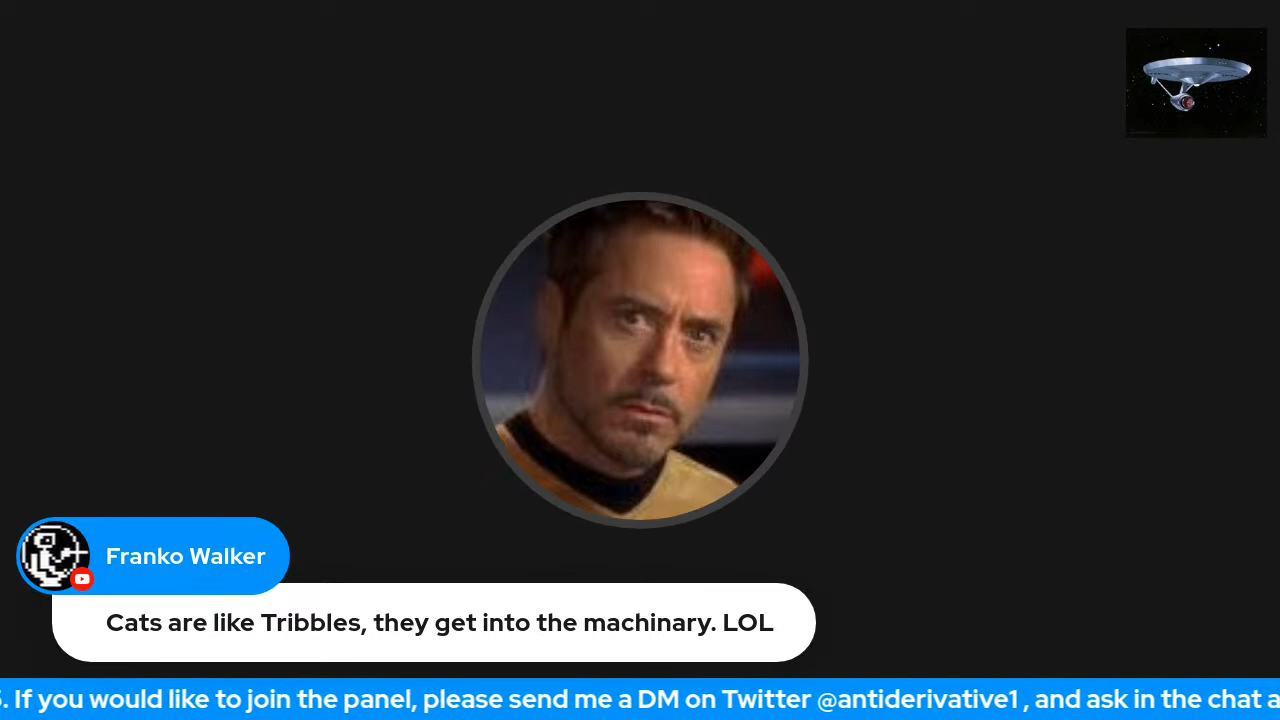 Franko Walker
Cats are like Tribbles, they get into the machinary. LOL
. If you would like to join the panel, please send me a DM on Twitter @antiderivative1 , and ask in the chat a